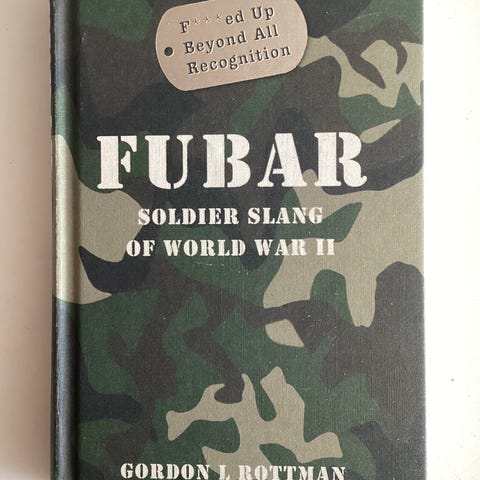 F***ed Up
Beyond All
Recognition
FUBAR
SOLDIER SLANG
OF WORLD WAR II
GORDON L ROTTMAN